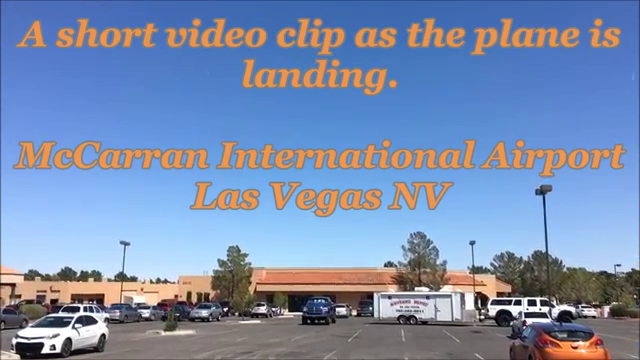 A short video clip as the plane is
landing.
McCarran International Airport
Las Vegas NV